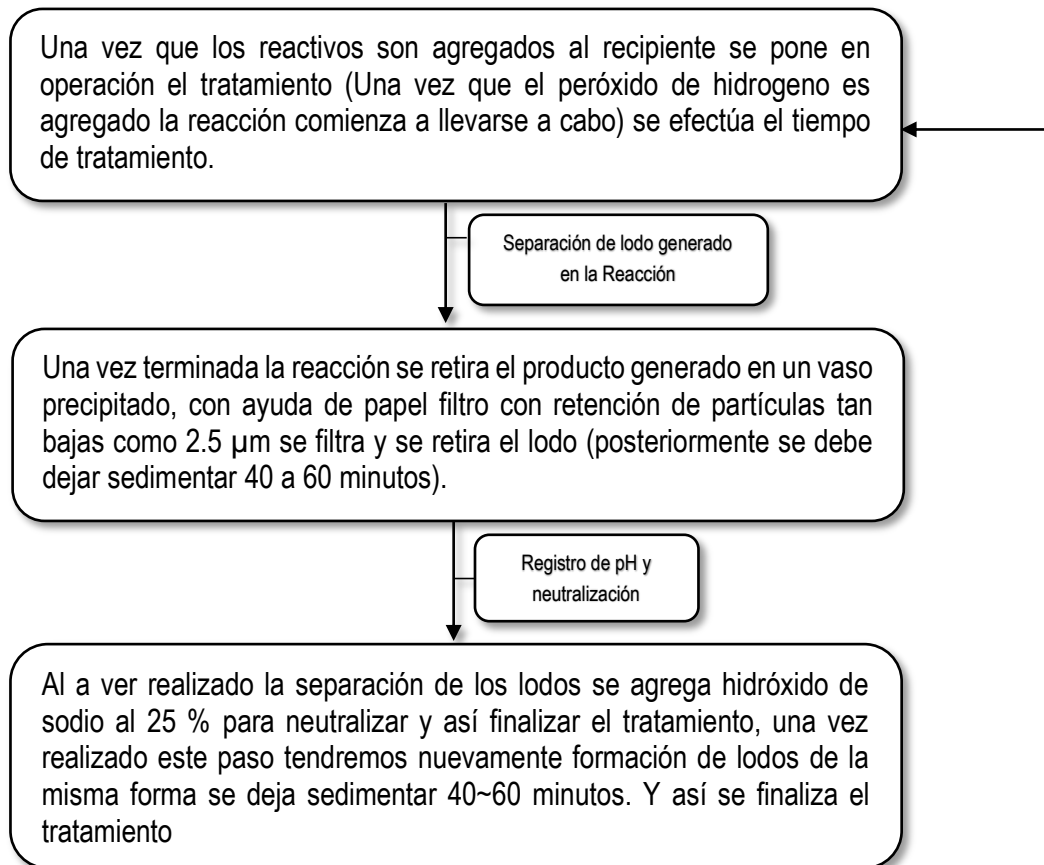 Una vez que los reactivos son agregados al recipiente se pone en
operación el tratamiento (Una vez que el peróxido de hidrogeno es
agregado la reacción comienza a llevarse a cabo) se efectúa el tiempo
de tratamiento.
Separación de lodo generado
en la Reacción
Una vez terminada la reacción se retira el producto generado en un vaso
precipitado, con ayuda de papel filtro con retención de partículas tan
bajas como 2.5 µm se filtra y se retira el lodo (posteriormente se debe
dejar sedimentar 40 a 60 minutos).
Registro de pH y
neutralización
Al a ver realizado la separación de los lodos se agrega hidróxido de
sodio al 25 % para neutralizar y así finalizar el tratamiento, una vez
realizado este paso tendremos nuevamente formación de lodos de la
misma forma se deja sedimentar 40~60 minutos. Y así se finaliza el
tratamiento